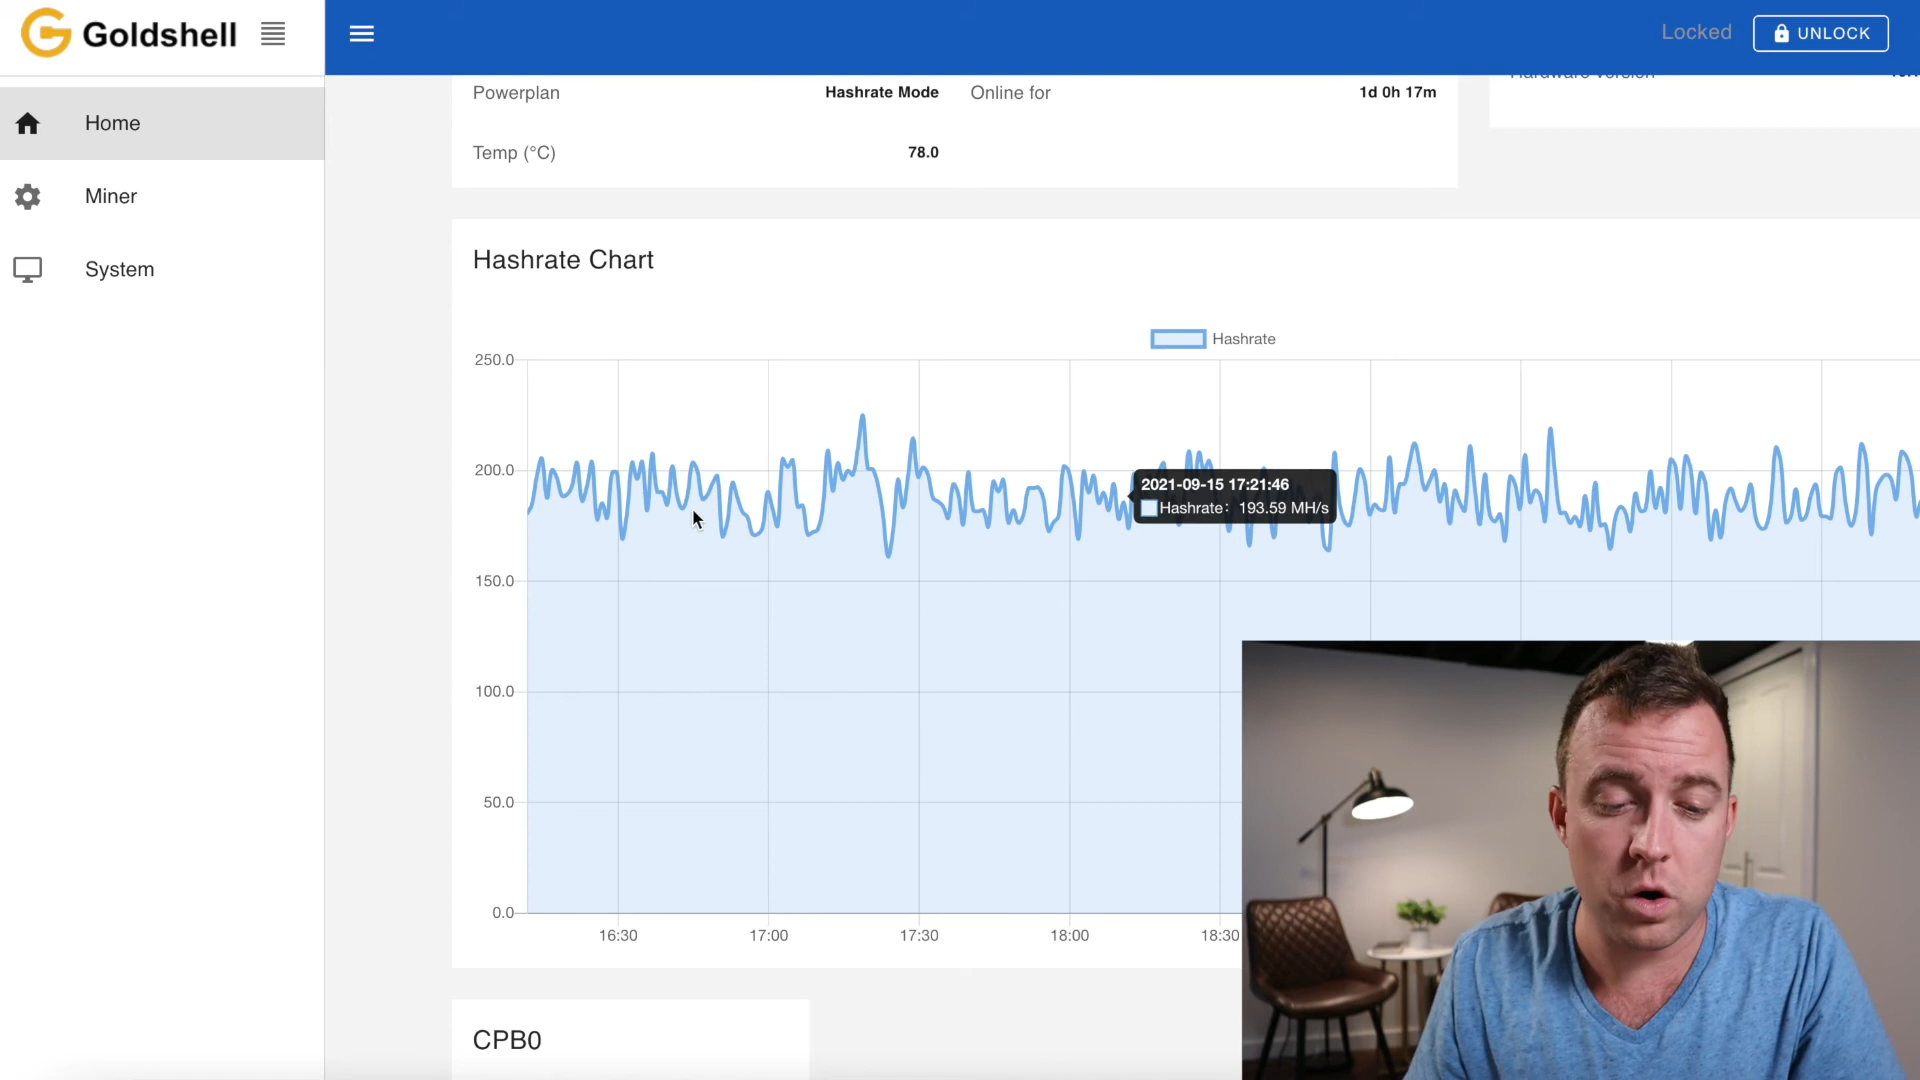 Goldshell
Locked
UNLOCK
Home
Miner
System
Powerplan
Hashrate Mode
Online for
1d 0h 17m
Temp (°C)
78.0
Hashrate Chart
Hashrate
250.0
200.0
150.0
100.0
50.0
0.0
2021-09-15 17:21:46
Hashrate: 193.59 MH/s
16:30
17:00
17:30
18:00
18:30
CPB0